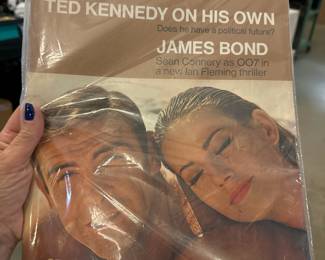 TED KENNEDY ON HIS OWN
Does he have a political future?
JAMES BOND
Sean Connery as OO7 in
a new Ian Fleming thriller